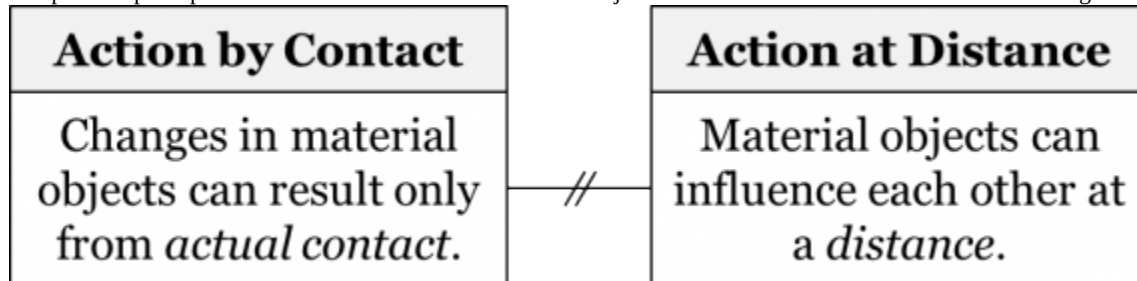 Action by Contact
Changes in material
objects can result only
from actual contact.
Action at Distance
Material objects can
influence each other at
a distance.